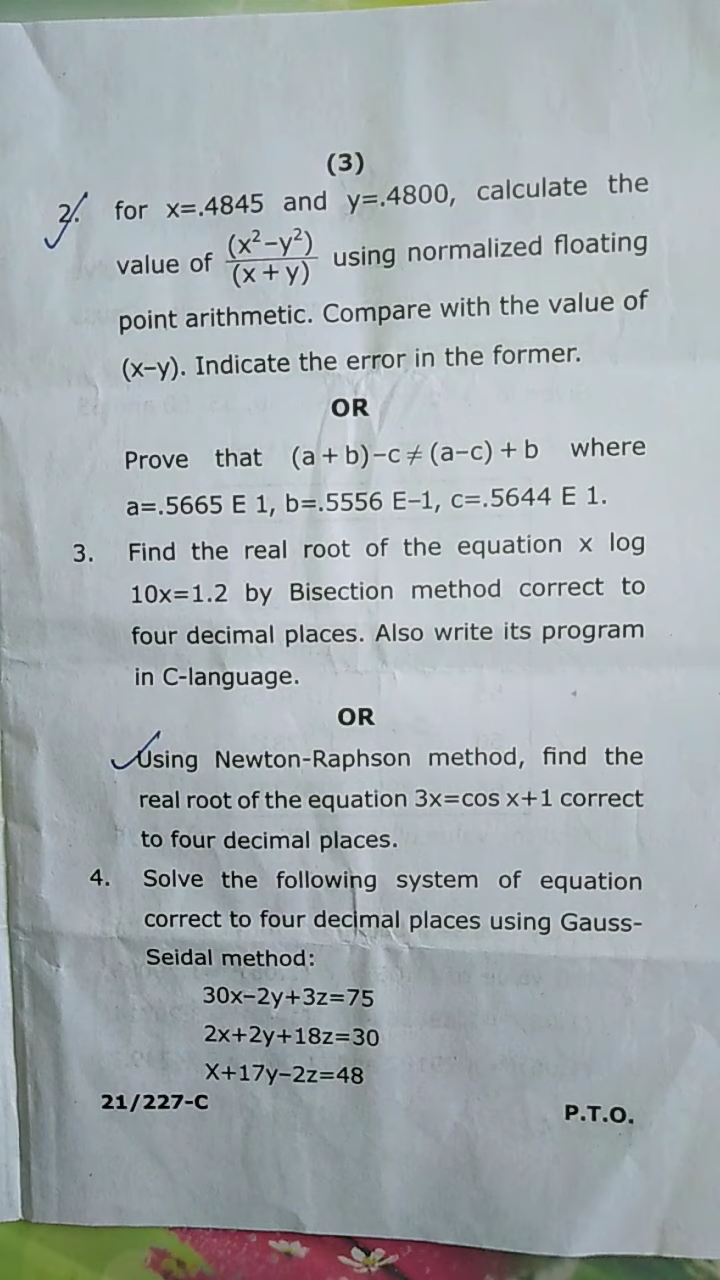 (3)
2. for x=.4845 and y=.4800, calculate the
value of (x²-y²)/(x+y) using normalized floating
point arithmetic. Compare with the value of
(x-y). Indicate the error in the former.
OR
Prove that (a+b)-c≠(a-c)+b where
a=.5665 E 1, b=.5556 E-1, c=.5644 E 1.
3. Find the real root of the equation x log
10x=1.2 by Bisection method correct to
four decimal places. Also write its program
in C-language.
OR
Using Newton-Raphson method, find the
real root of the equation 3x=cos x+1 correct
to four decimal places.
4. Solve the following system of equation
correct to four decimal places using Gauss-
Seidal method:
30x-2y+3z=75
2x+2y+18z=30
X+17y-2z=48
21/227-C
P.T.O.